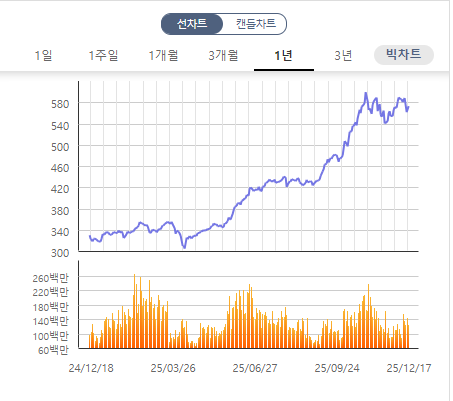 선차트 캔들차트
1일 1주일 1개월 3개월 1년 3년 빅차트
580
540
500
460
420
380
340
300
260백만
220백만
180백만
140백만
100백만
60백만
24/12/18 25/03/26 25/06/27 25/09/24 25/12/17